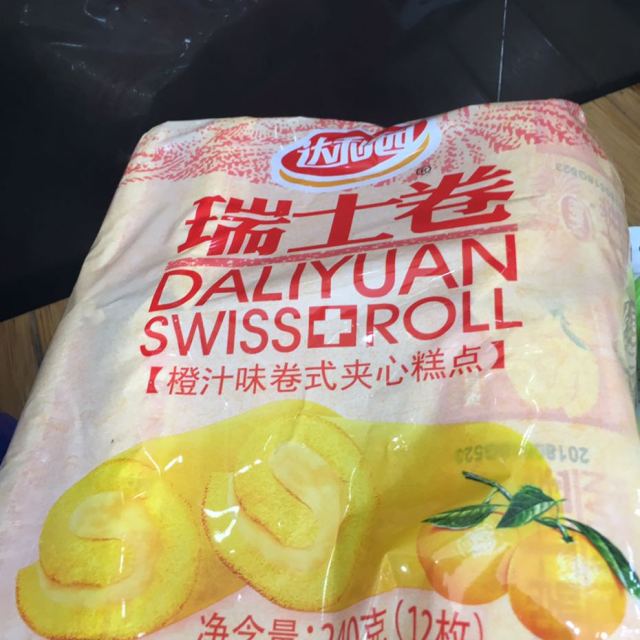 达利园
®
瑞士卷
DALIYUAN
SWISS ROLL
【橙汁味卷式夹心糕点】
净含量:240克(12枚)